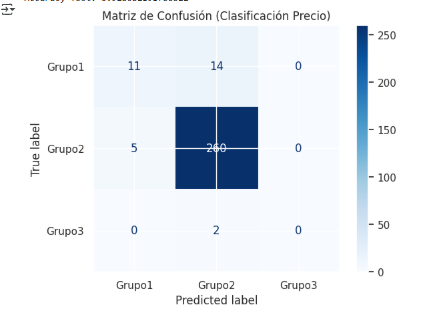 Matriz de Confusión (Clasificación Precio)
Grupo1 11 14 0
Grupo2 5 260 0
Grupo3 0 2 0
Grupo1 Grupo2 Grupo3
True label
Predicted label
250
200
150
100
50
0